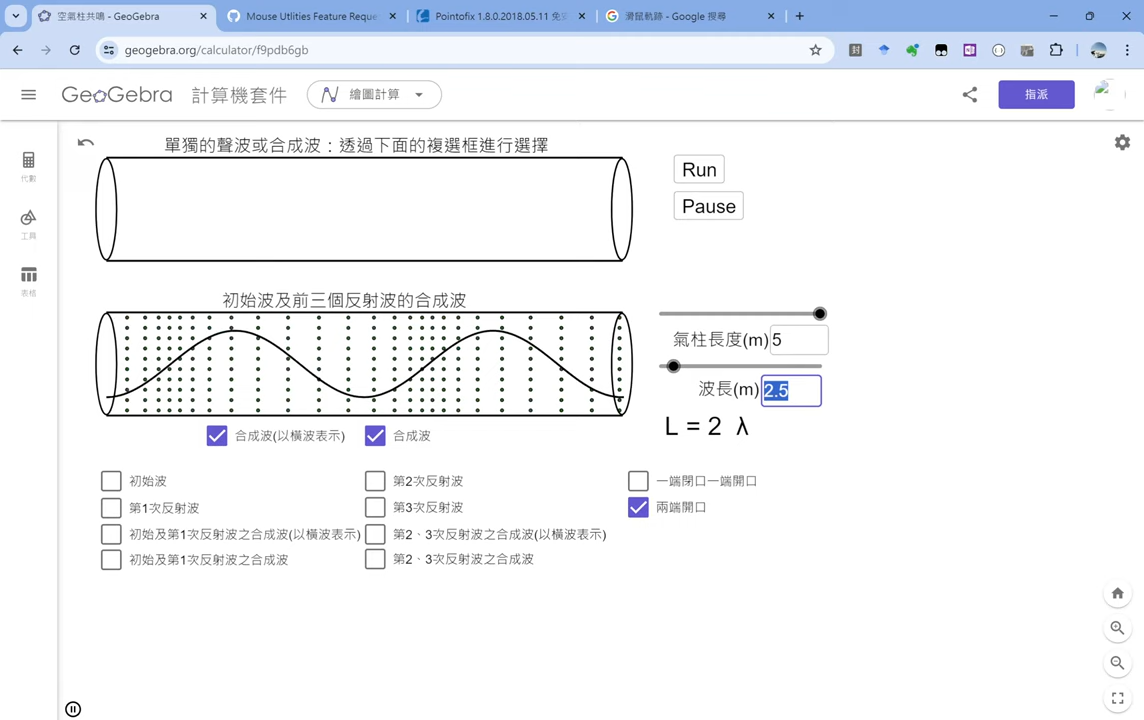 空氣柱共鳴 - GeoGebra
Mouse Utlities Feature Reque
Pointofix 1.8.0.2018.05.11 免
滑鼠軌跡 - Google 搜尋
geogebra.org/calculator/f9pdb6gb
GeoGebra 計算機套件
繪圖計算
指派
代數
工具
表格
單獨的聲波或合成波：透過下面的複選框進行選擇
Run
Pause
初始波及前三個反射波的合成波
氣柱長度(m) 5
波長(m) 2.5
L = 2 λ
合成波(以橫波表示)
合成波
初始波
第2次反射波
一端閉口一端開口
第1次反射波
第3次反射波
兩端開口
初始及第1次反射波之合成波(以橫波表示)
第2、3次反射波之合成波(以橫波表示)
初始及第1次反射波之合成波
第2、3次反射波之合成波